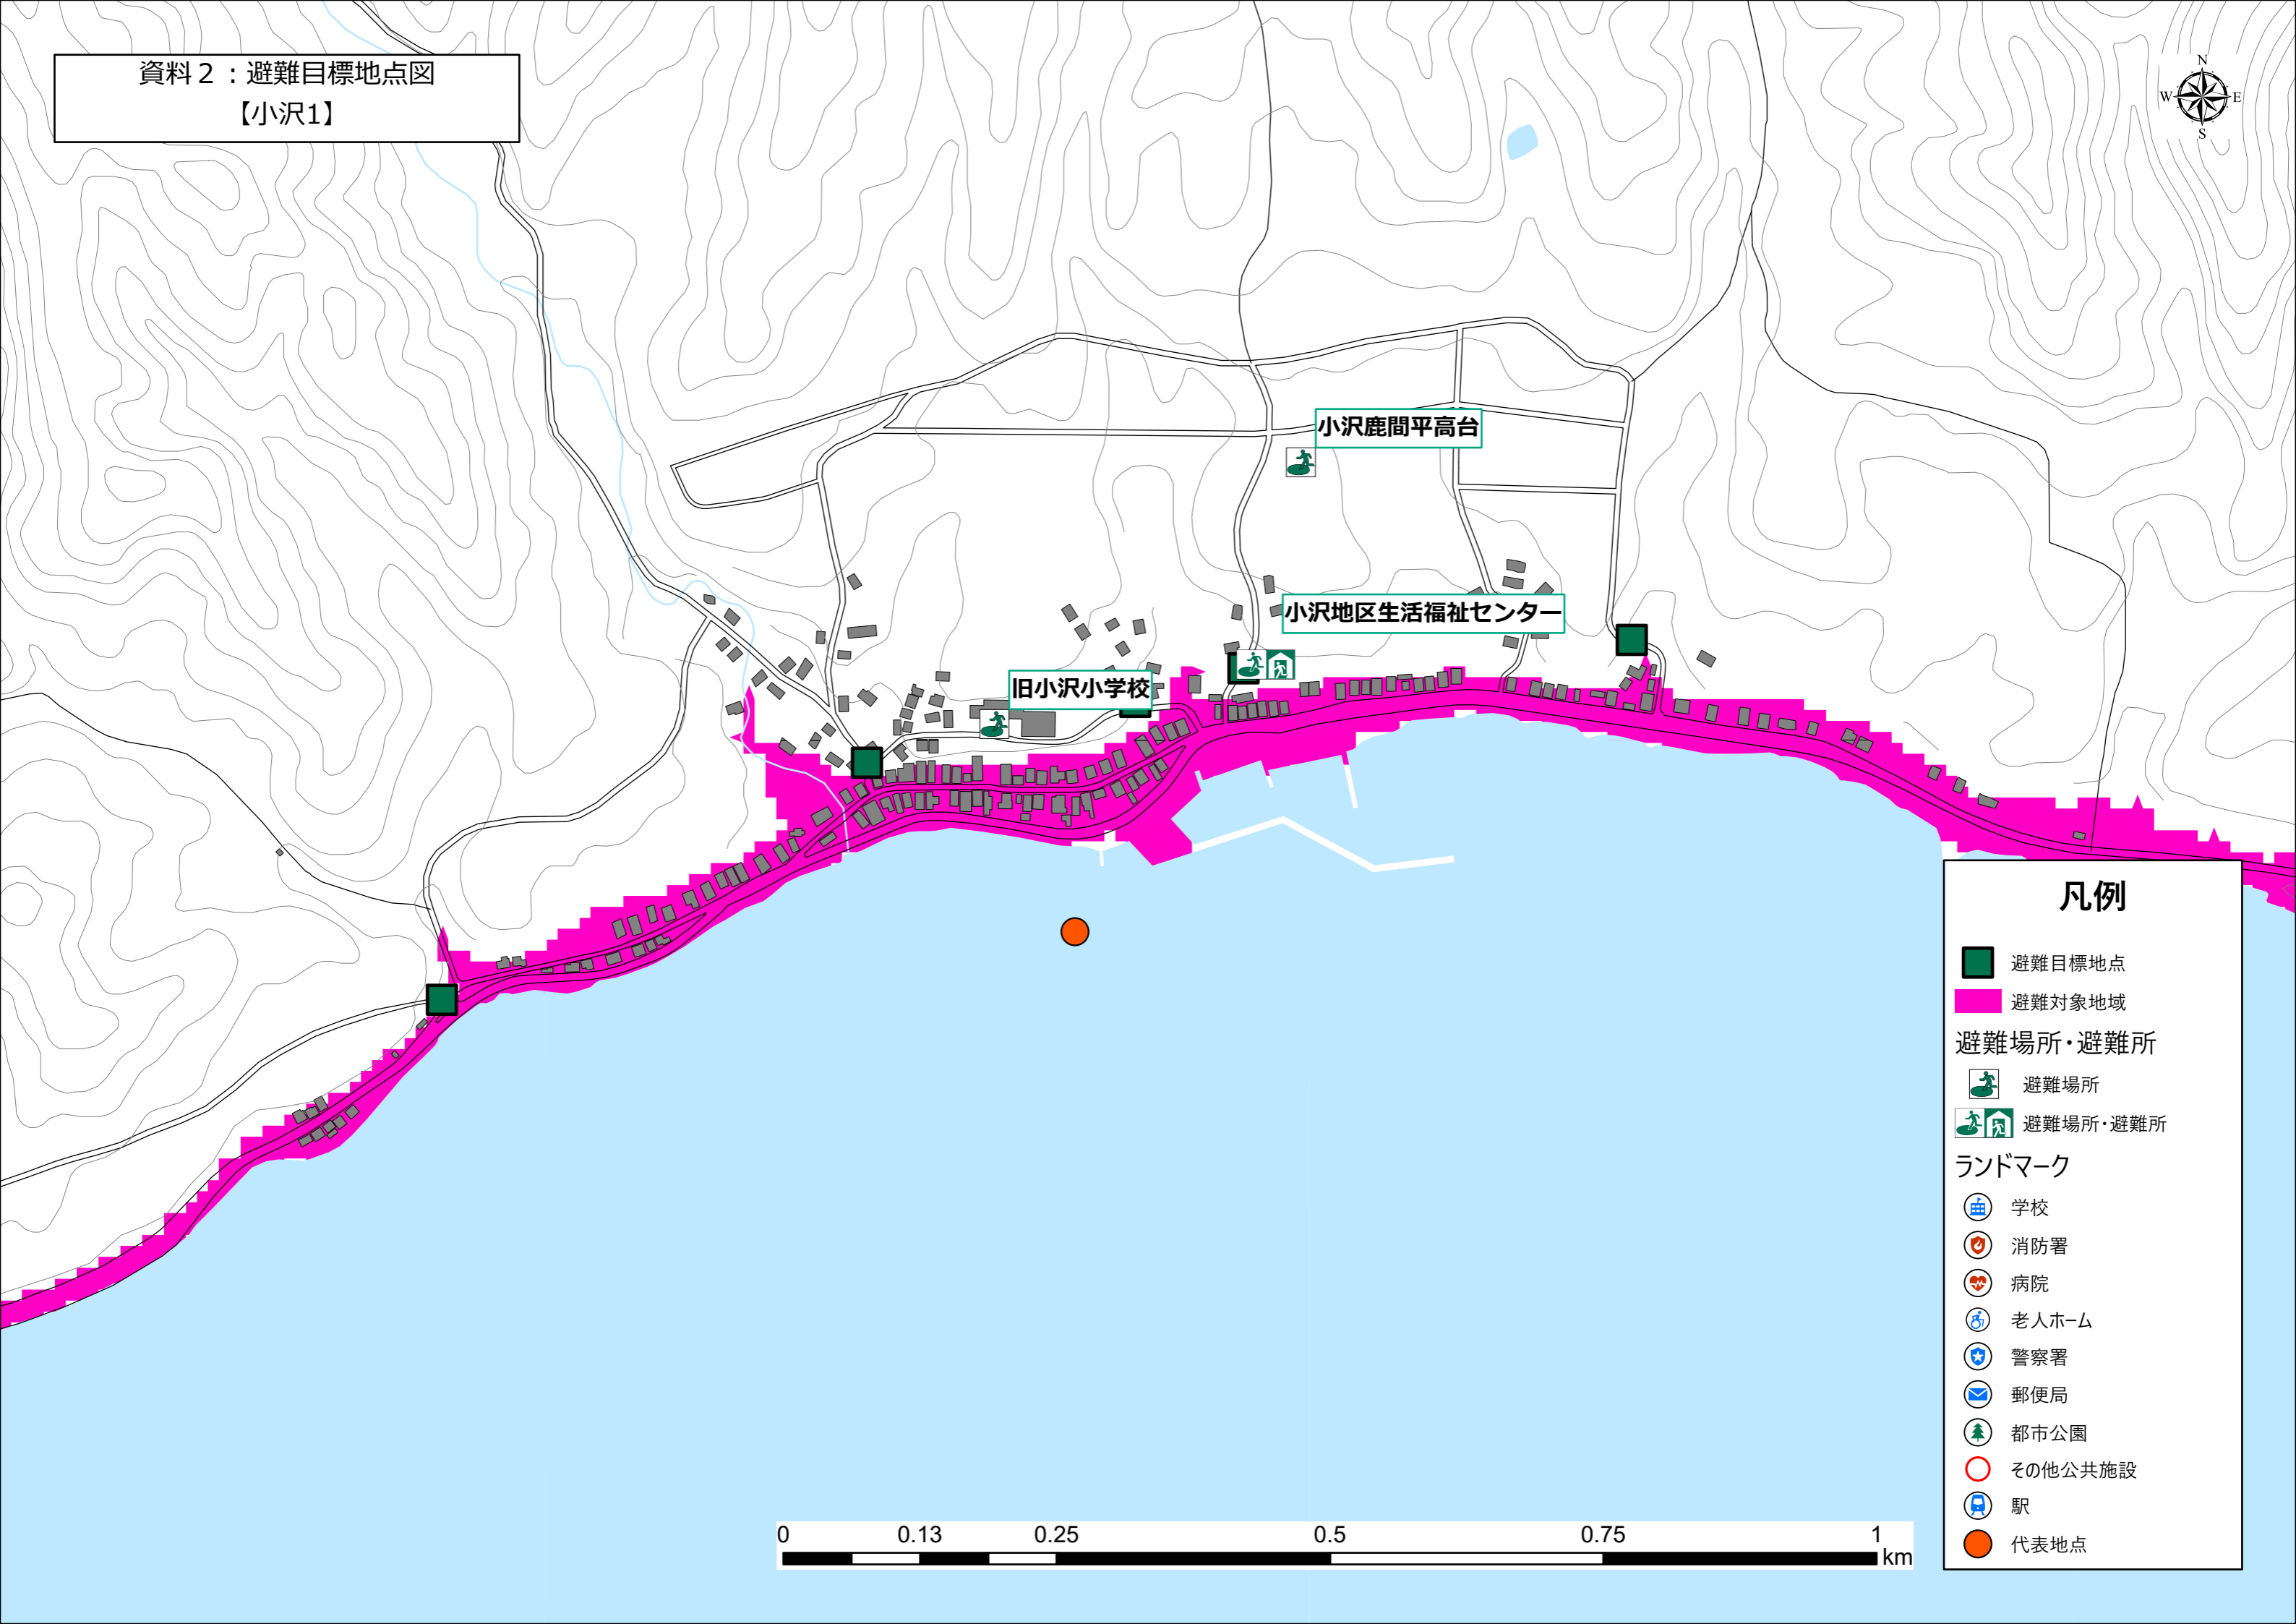 資料２：避難目標地点図
【小沢1】
N
W
E
S
小沢鹿間平高台
小沢地区生活福祉センター
旧小沢小学校
凡例
避難目標地点
避難対象地域
避難場所・避難所
避難場所
避難場所・避難所
ランドマーク
学校
消防署
病院
老人ホーム
警察署
郵便局
都市公園
その他公共施設
駅
代表地点
0 0.13 0.25 0.5 0.75 1
km